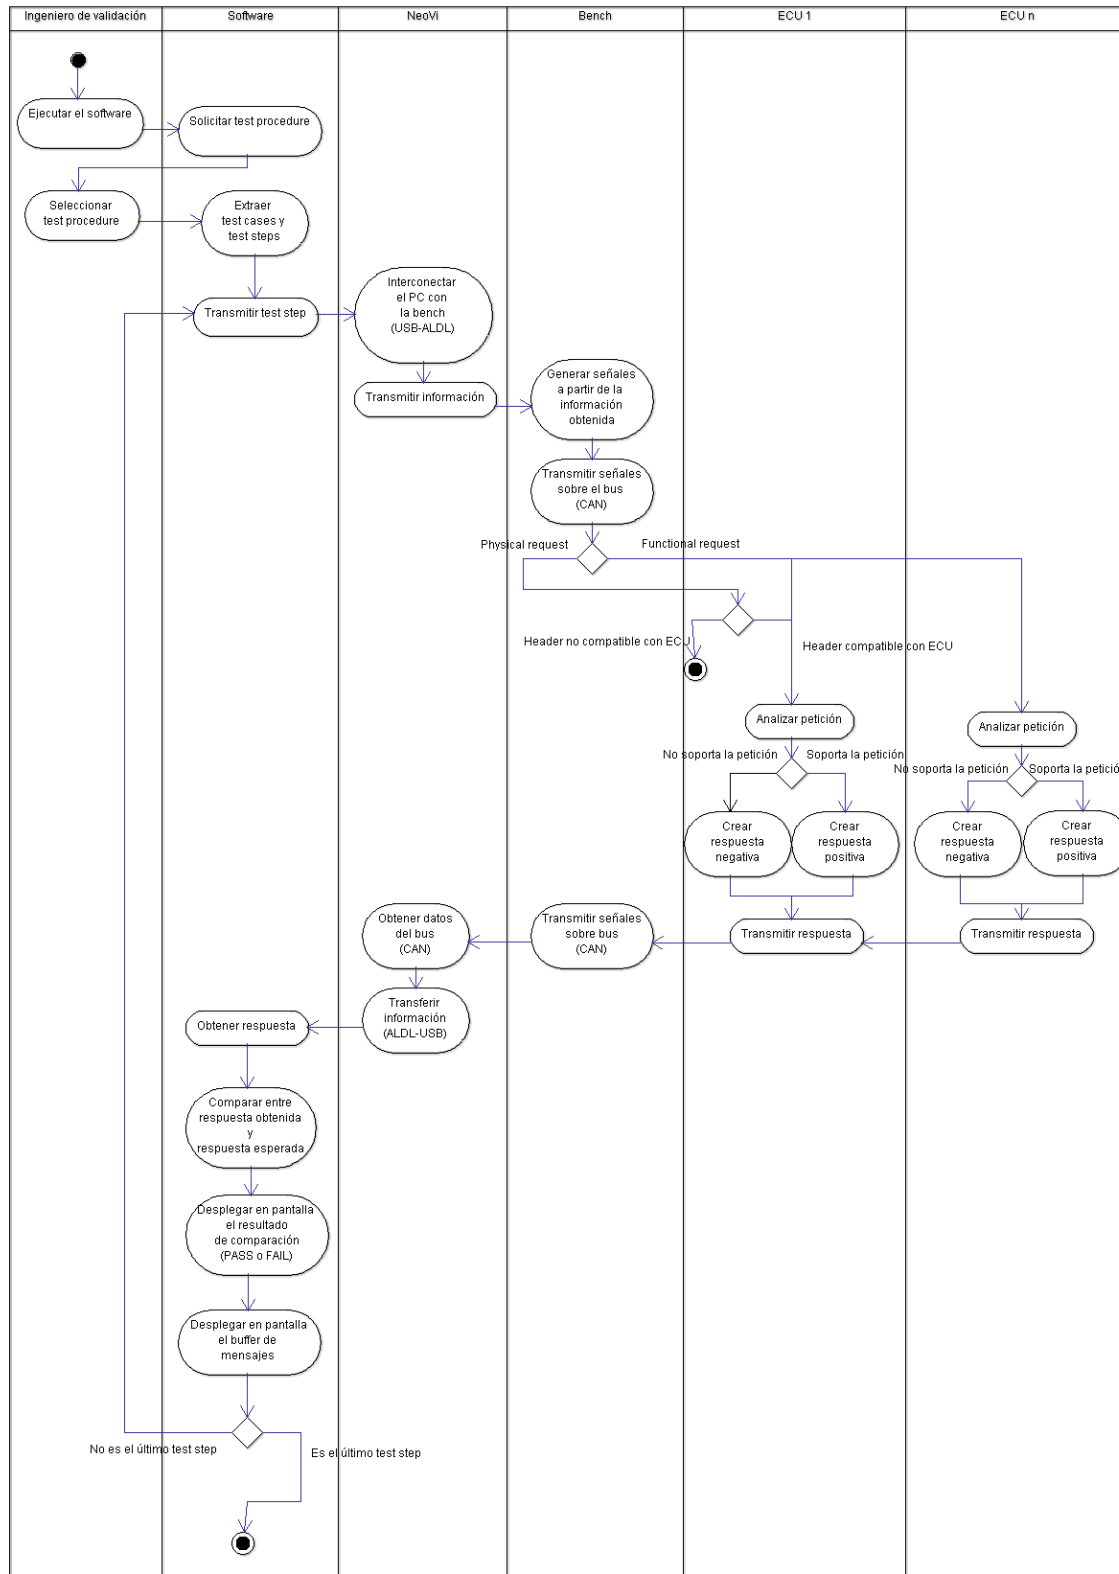 Ingeniero de validación
Software
NeoVi
Bench
ECU 1
ECU n
Ejecutar el software
Solicitar test procedure
Seleccionar
test procedure
Extraer
test cases y
test steps
Transmitir test step
Interconectar
el PC con
la bench
(USB-ALDL)
Transmitir información
Generar señales
a partir de la
información
obtenida
Transmitir señales
sobre el bus
(CAN)
Physical request
Functional request
Header no compatible con ECU
Header compatible con ECU
Analizar petición
No soporta la petición
Soporta la petición
Crear
respuesta
negativa
Crear
respuesta
positiva
Transmitir respuesta
Analizar petición
No soporta la petición
Soporta la petición
Crear
respuesta
negativa
Crear
respuesta
positiva
Transmitir respuesta
Transmitir señales
sobre bus
(CAN)
Obtener datos
del bus
(CAN)
Transferir
información
(ALDL-USB)
Obtener respuesta
Comparar entre
respuesta obtenida
y
respuesta esperada
Desplegar en pantalla
el resultado
de comparación
(PASS o FAIL)
Desplegar en pantalla
el buffer de
mensajes
No es el último test step
Es el último test step